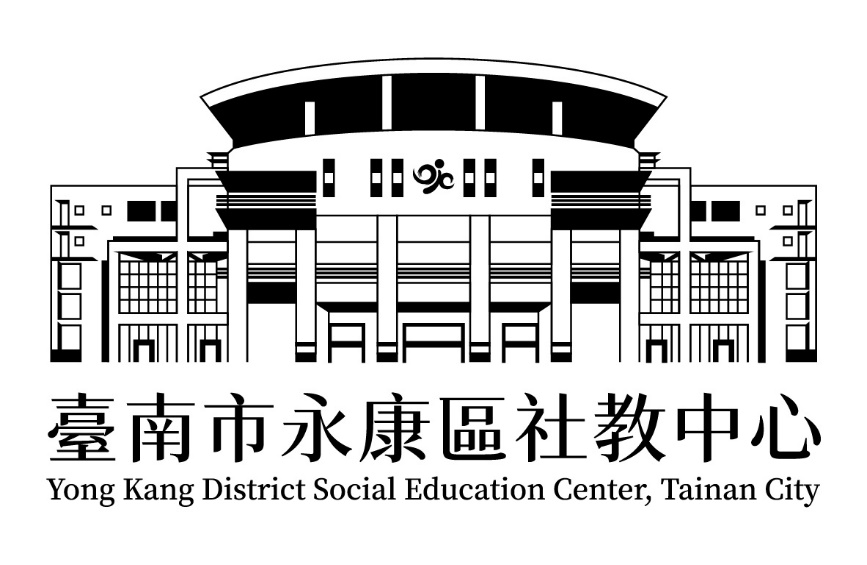 臺南市永康區社教中心
Yong Kang District Social Education Center, Tainan City